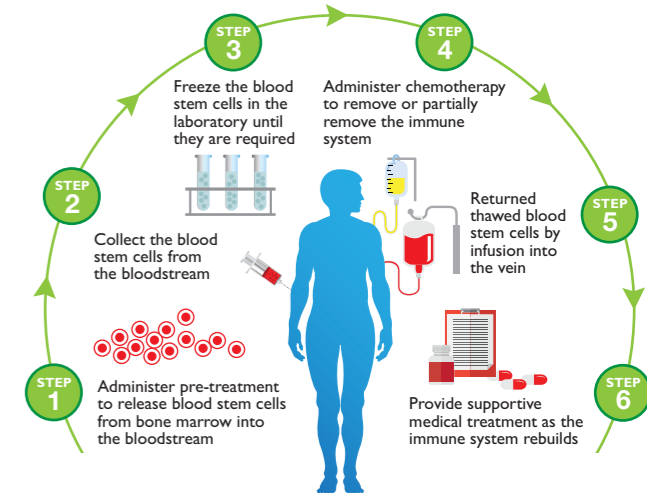 STEP
1
Administer pre-treatment
to release blood stem cells
from bone marrow into
the bloodstream
STEP
2
Collect the blood
stem cells from
the bloodstream
STEP
3
Freeze the blood
stem cells in the
laboratory until
they are required
STEP
4
Administer chemotherapy
to remove or partially
remove the immune
system
STEP
5
Returned
thawed blood
stem cells by
infusion into
the vein
STEP
6
Provide supportive
medical treatment as the
immune system rebuilds